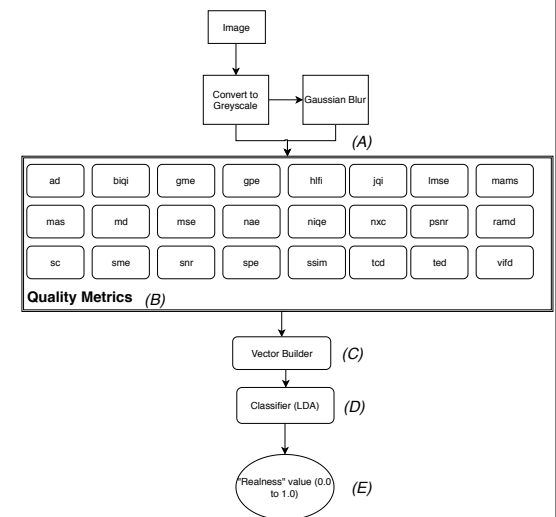 Image
Convert to
Greyscale
Gaussian Blur
(A)
ad biqi gme gpe hlfi jqi lmse mams
mas md mse nae niqe nxc psnr ramd
sc sme snr spe ssim tcd ted vifd
Quality Metrics (B)
Vector Builder (C)
Classifier (LDA) (D)
"Realness" value (0.0
to 1.0)
(E)